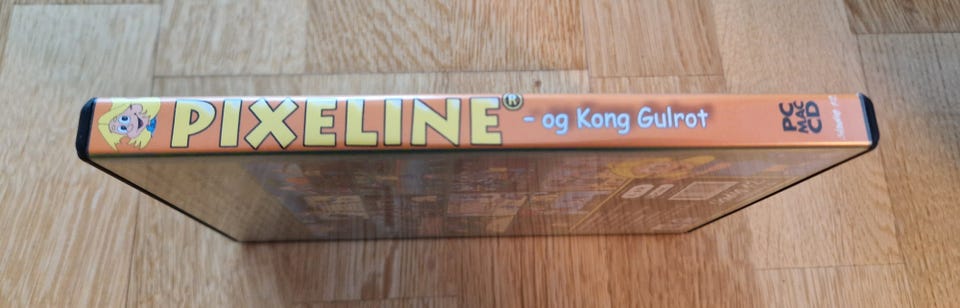 PIXELINE®
- og Kong Gulrot
PC
MAC
CD